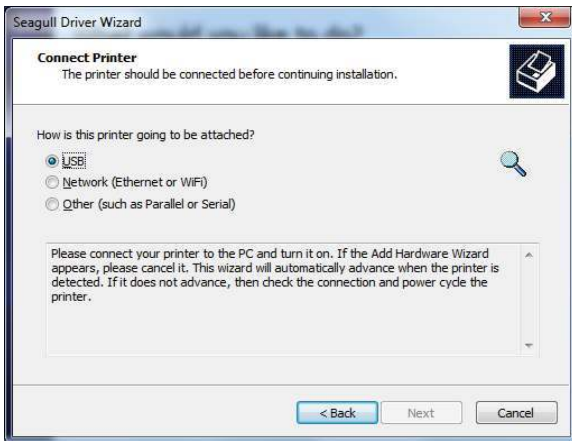 Seagull Driver Wizard
Connect Printer
The printer should be connected before continuing installation.
How is this printer going to be attached?
USB
Network (Ethernet or WiFi)
Other (such as Parallel or Serial)
Please connect your printer to the PC and turn it on. If the Add Hardware Wizard
appears, please cancel it. This wizard will automatically advance when the printer is
detected. If it does not advance, then check the connection and power cycle the
printer.
< Back Next Cancel